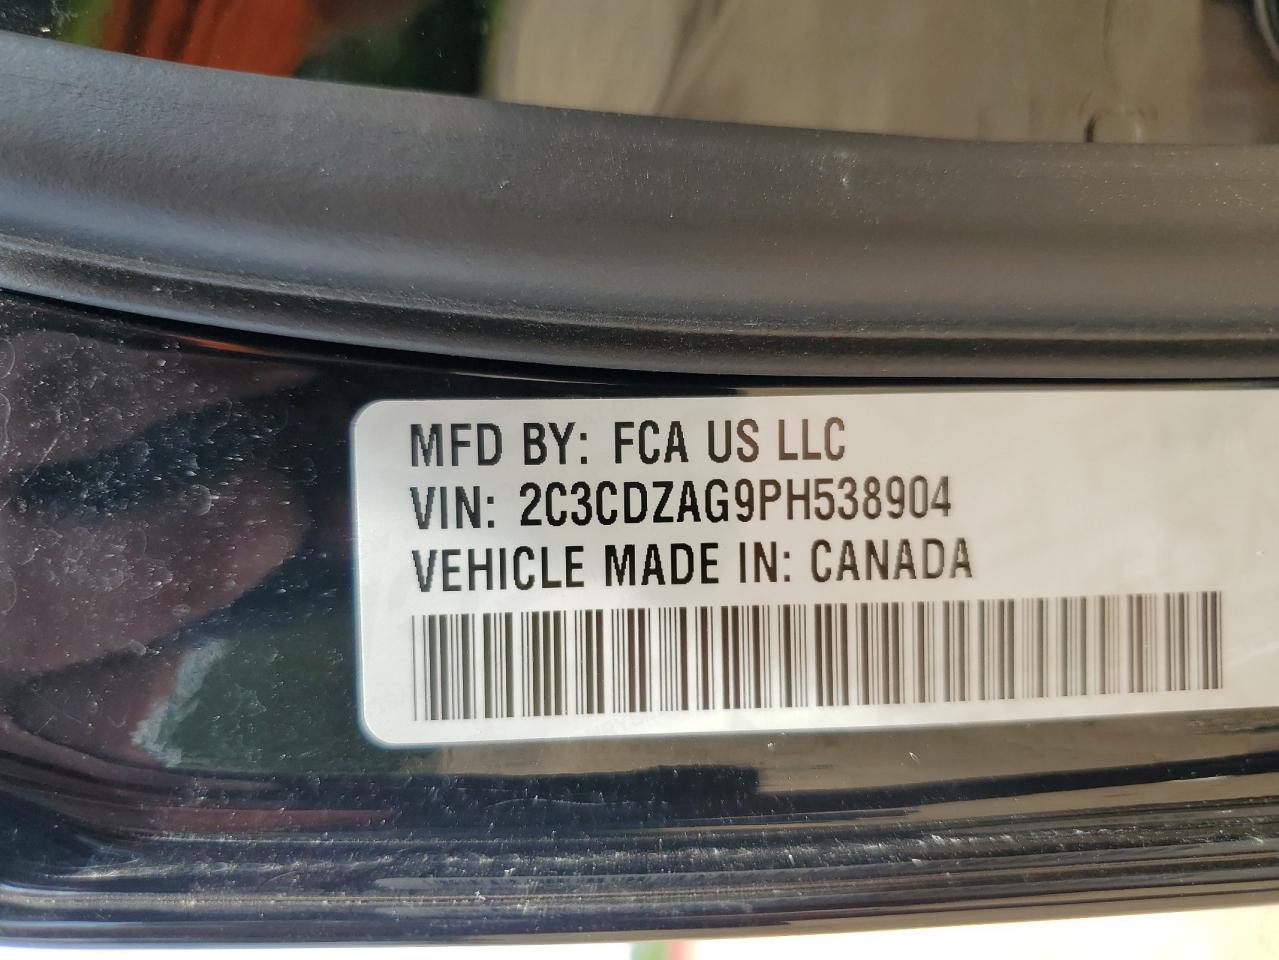 MFD BY: FCA US LLC
VIN: 2C3CDZAG9PH538904
VEHICLE MADE IN: CANADA